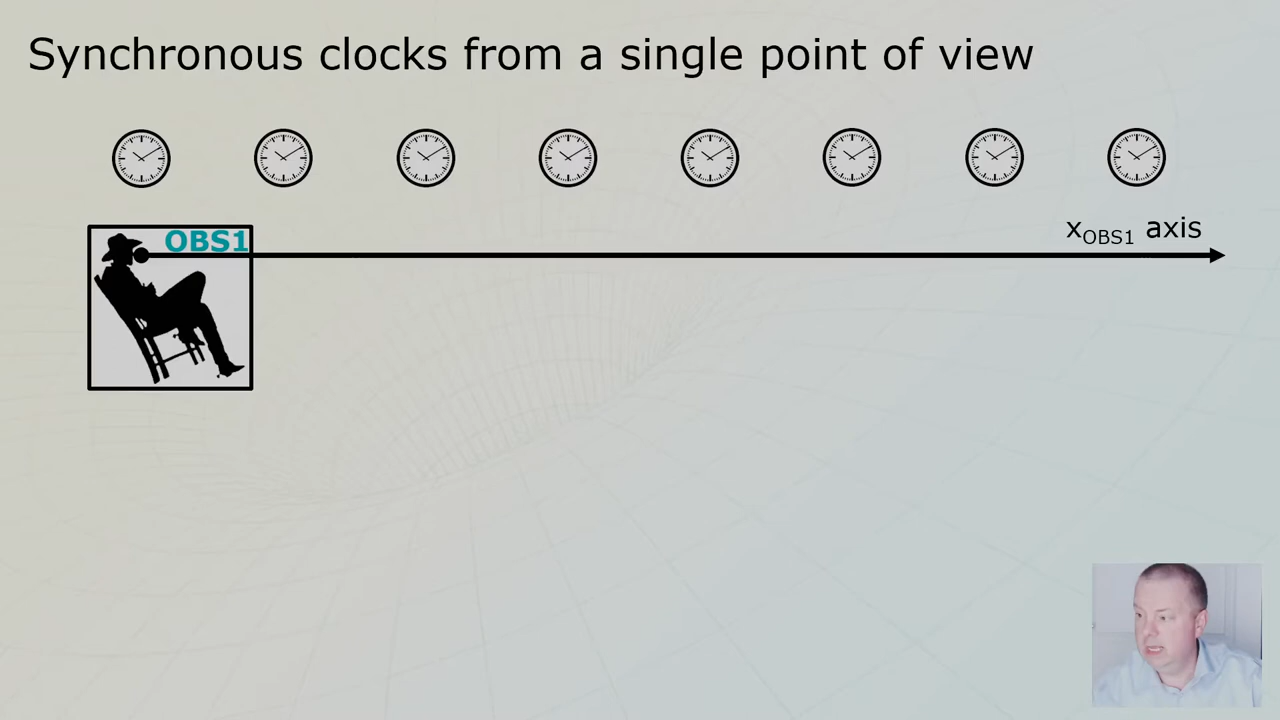 Synchronous clocks from a single point of view
OBS1
xOBS1 axis